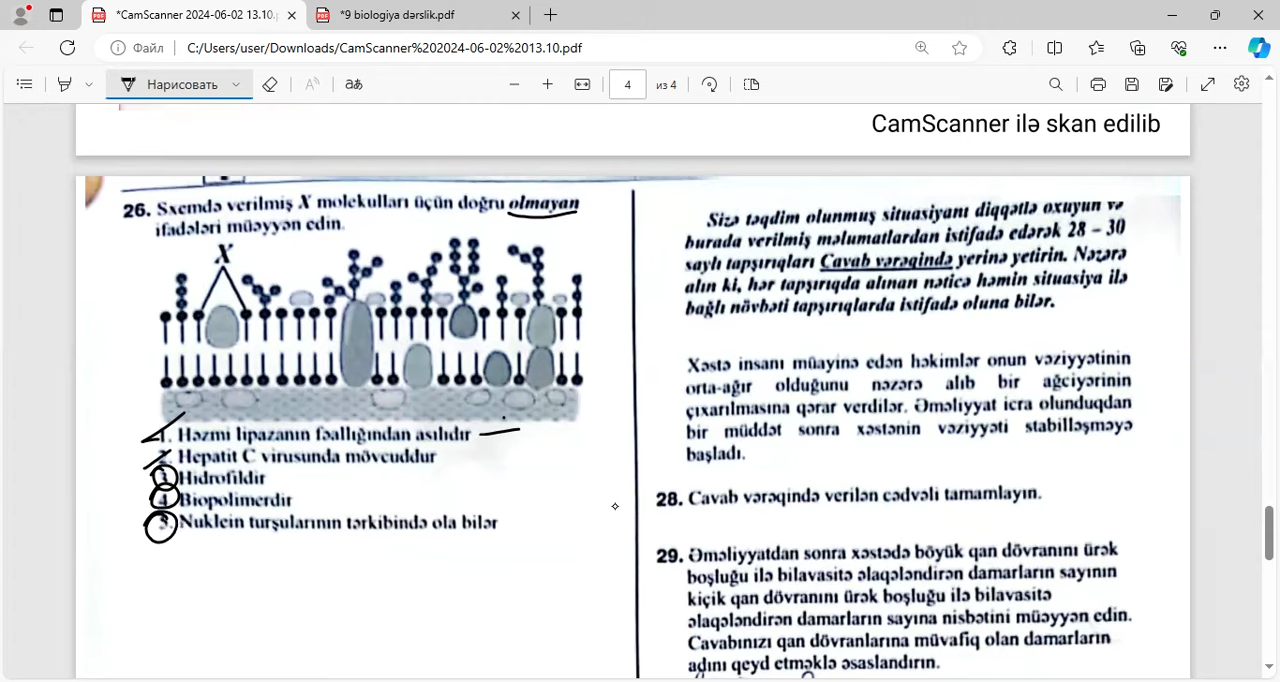 *CamScanner 2024-06-02 13.10.p
*9 biologiya dərslik.pdf
Файл
C:/Users/user/Downloads/CamScanner%202024-06-02%2013.10.pdf
Нарисовать
4
из 4
CamScanner ilə skan edilib
26. Sxemdə verilmiş X molekulları üçün doğru olmayan
ifadələri müəyyən edin.
X
1. Həzmi lipazanın fəallığından asılıdır
2. Hepatit C virusunda mövcuddur
3. Hidrofildir
4. Biopolimerdir
5. Nuklein turşularının tərkibində ola bilər
Sizə təqdim olunmuş situasiyanı diqqətlə oxuyun və
burada verilmiş məlumatlardan istifadə edərək 28 – 30
saylı tapşırıqları Cavab vərəqində yerinə yetirin. Nəzərə
alın ki, hər tapşırıqda alınan nəticə həmin situasiya ilə
bağlı növbəti tapşırıqlarda istifadə oluna bilər.
Xəstə insanı müayinə edən həkimlər onun vəziyyətinin
orta-ağır olduğunu nəzərə alıb bir ağciyərinin
çıxarılmasına qərar verdilər. Əməliyyat icra olunduqdan
bir müddət sonra xəstənin vəziyyəti stabilləşməyə
başladı.
28. Cavab vərəqində verilən cədvəli tamamlayın.
29. Əməliyyatdan sonra xəstədə böyük qan dövranını ürək
boşluğu ilə bilavasitə əlaqələndirən damarların sayının
kiçik qan dövranını ürək boşluğu ilə bilavasitə
əlaqələndirən damarların sayına nisbətini müəyyən edin.
Cavabınızı qan dövranlarına müvafiq olan damarların
adını qeyd etməklə əsaslandırın.